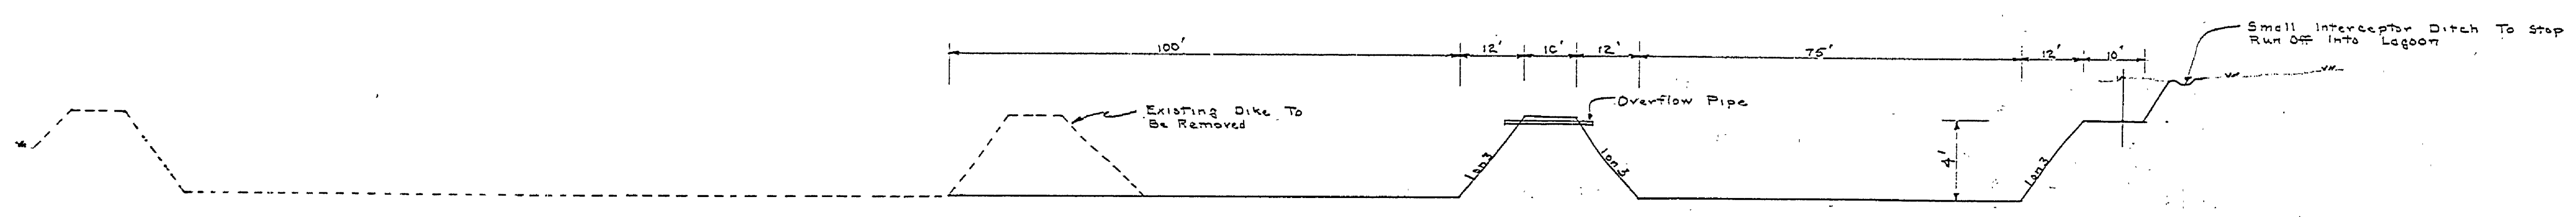 Small Interceptor Ditch To Stop
Run Off Into Lagoon
100'
12'
10'
12'
75'
12'
10'
Existing Dike To
Be Removed
Overflow Pipe
1 on 3
1 on 3
4'
1 on 3